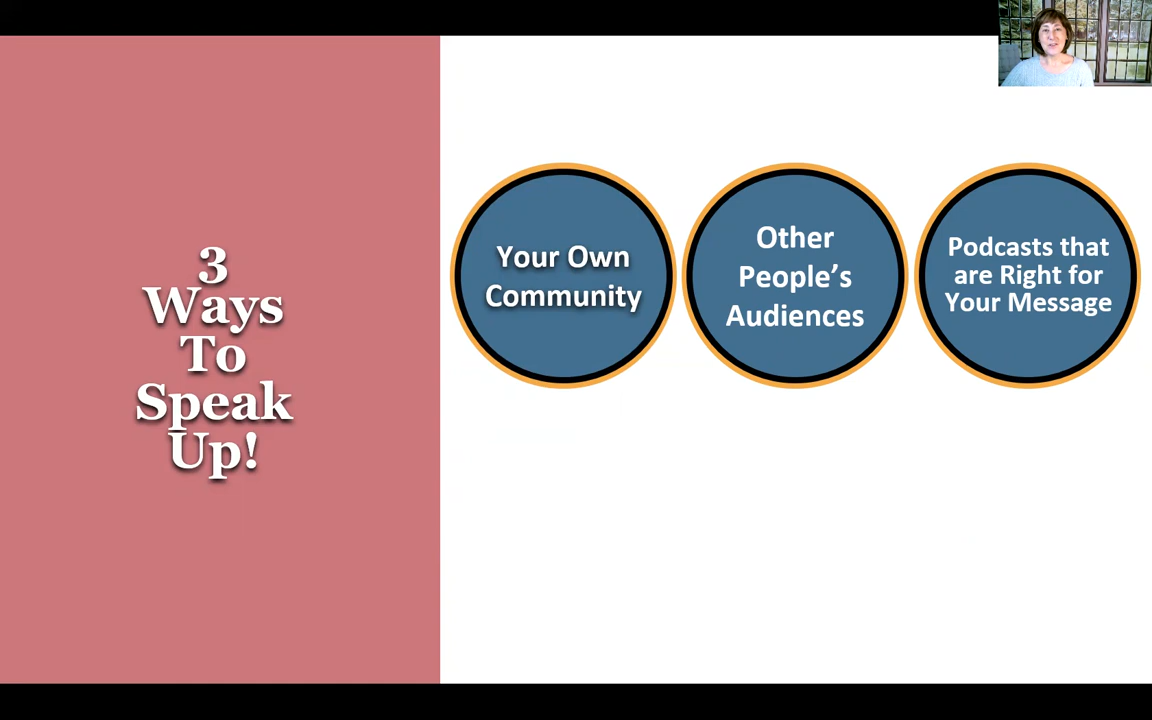 3
Ways
To
Speak
Up!
Your Own
Community
Other
People’s
Audiences
Podcasts that
are Right for
Your Message